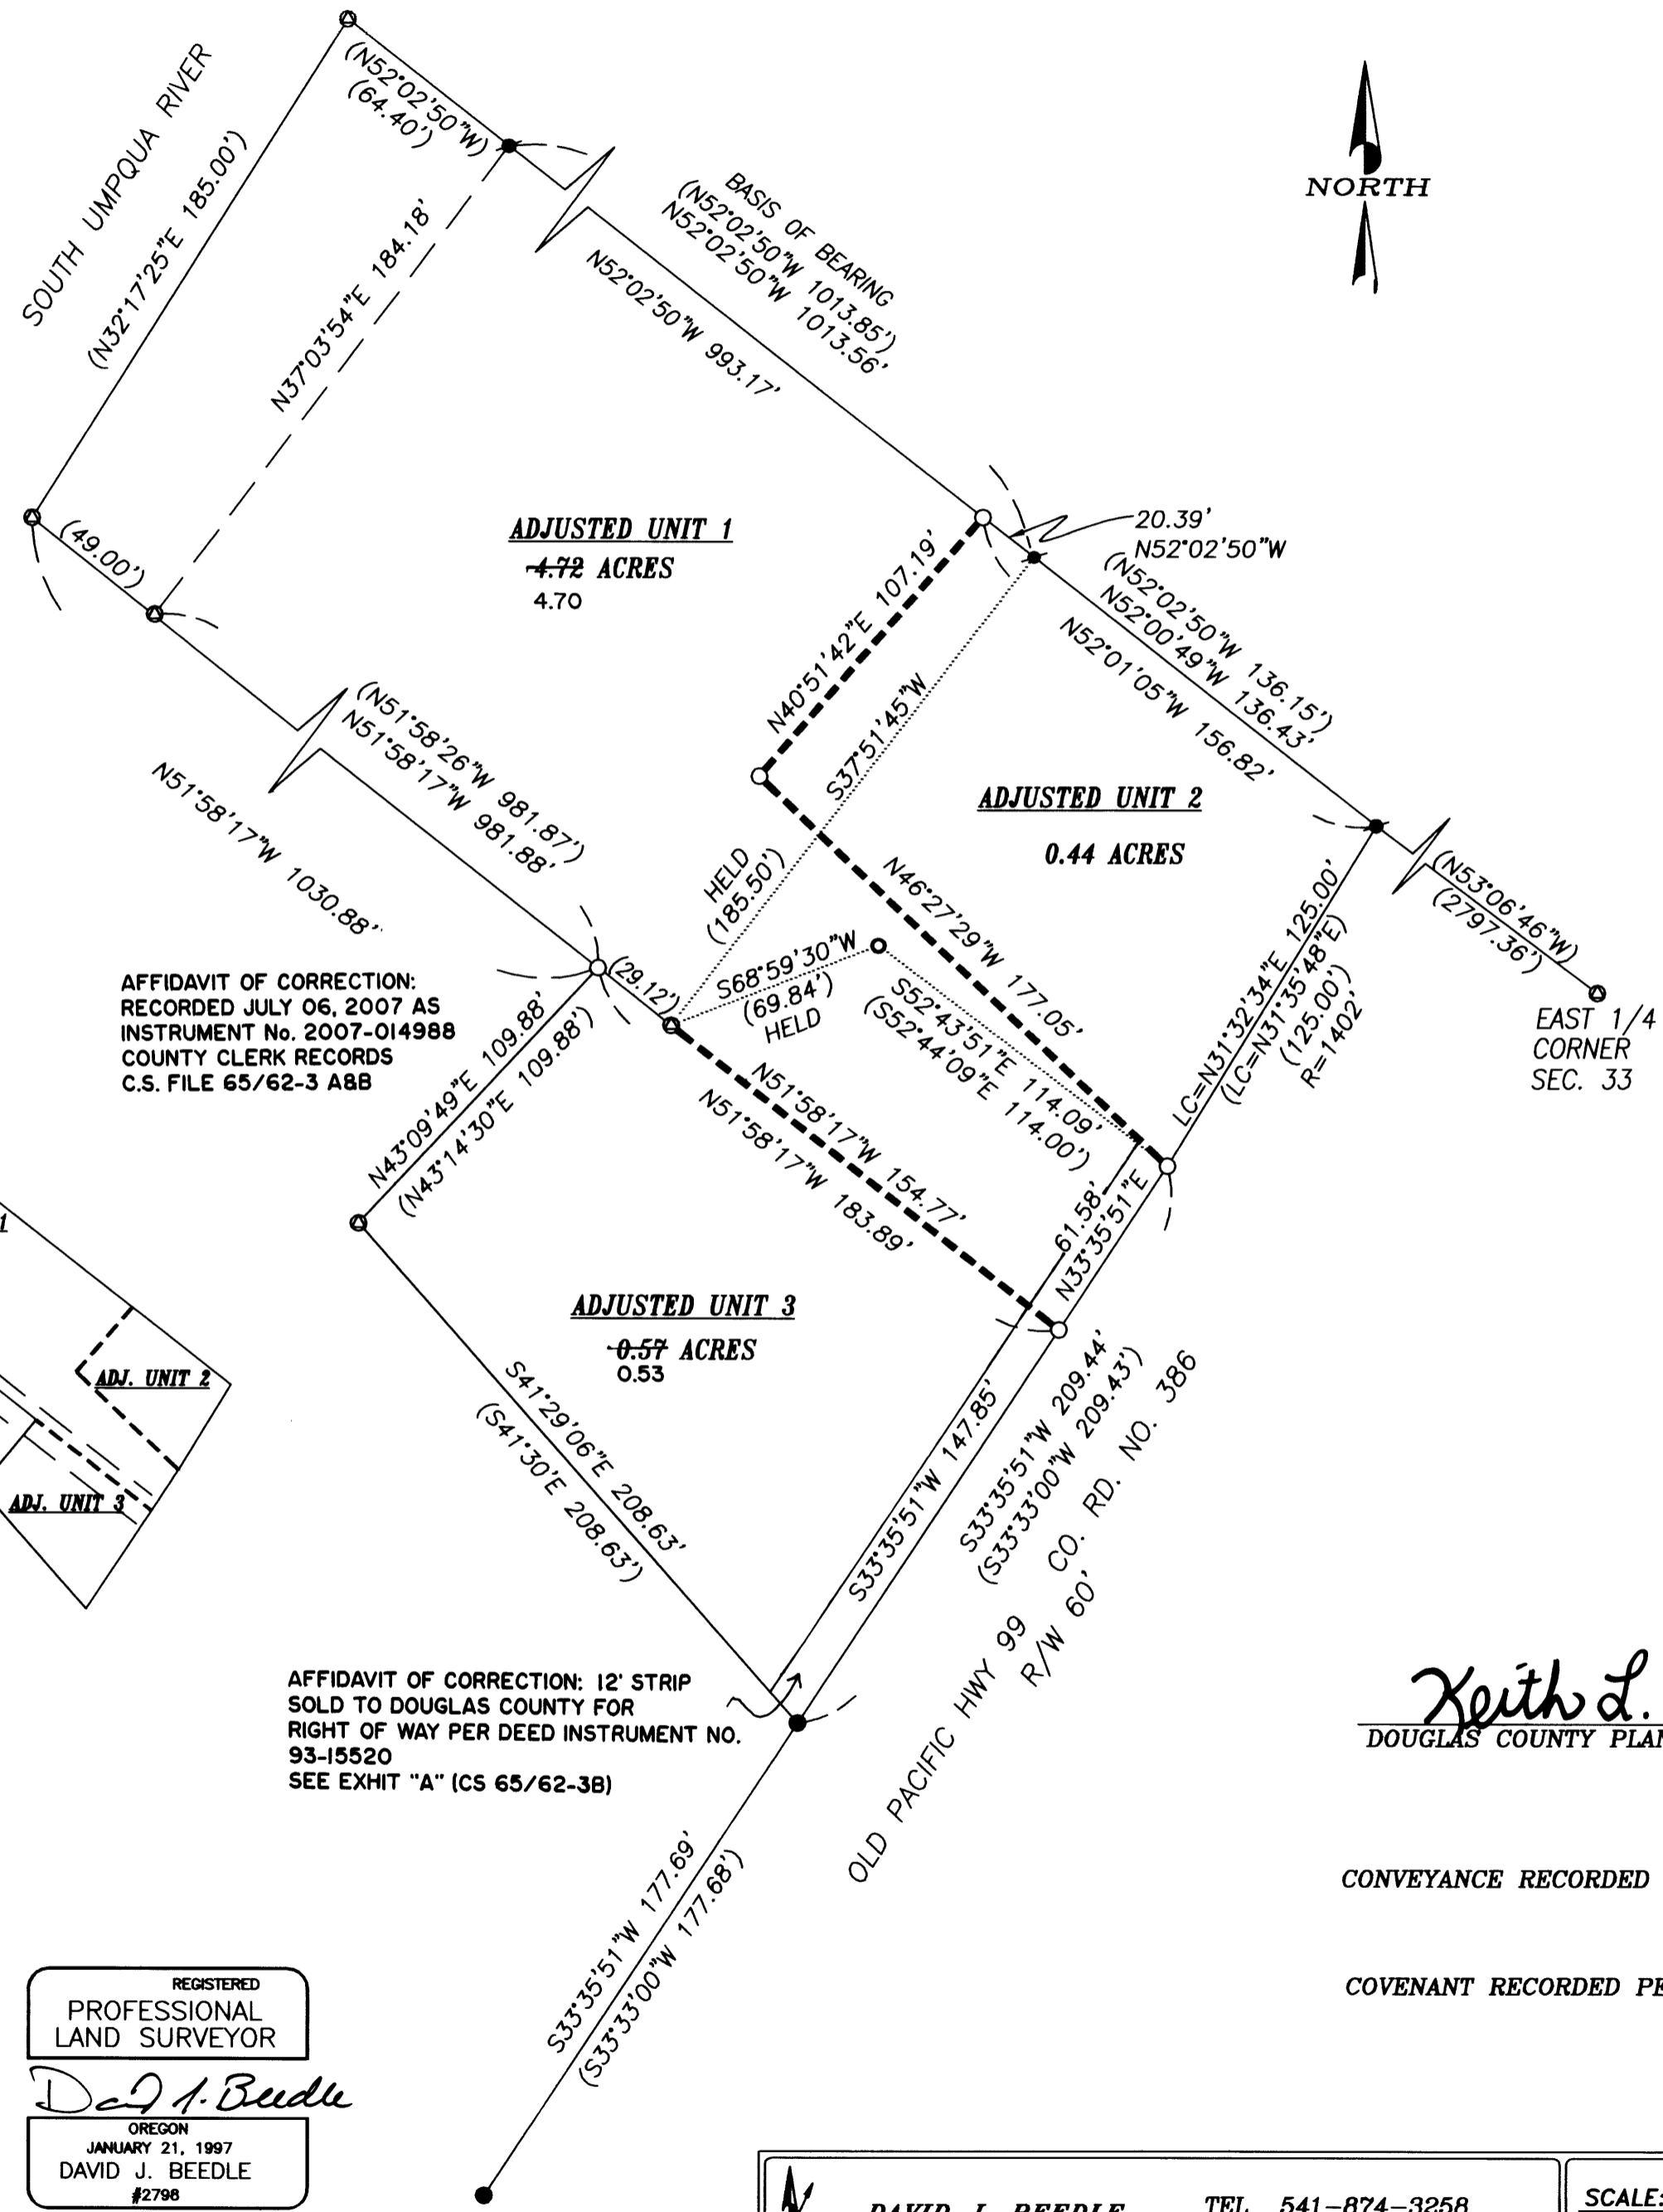 SOUTH UMPQUA RIVER
(N52°02'50"W)
(64.40')
(N32°17'25"E 185.00')
N37°03'54"E 184.18'
BASIS OF BEARING
(N52°02'50"W 1013.85')
N52°02'50"W 1013.56'
N52°02'50"W 993.17'
NORTH
(49.00')
ADJUSTED UNIT 1
4.72 ACRES
4.70
20.39'
N52°02'50"W
(N52°02'50"W 136.15')
N52°00'49"W 136.43'
N52°01'05"W 156.82'
N40°51'42"E 107.19'
S37°51'45"W
HELD
(185.50')
(N51°58'26"W 981.87')
N51°58'17"W 981.88'
N51°58'17"W 1030.88'
ADJUSTED UNIT 2
0.44 ACRES
N46°27'29"W 177.05'
(N53°06'46"W)
(2797.36')
EAST 1/4
CORNER
SEC. 33
LC=N31°32'34"E 125.00'
(LC=N31°35'48"E)
(125.00')
R=1402'
(29.12')
S68°59'30"W
(69.84')
HELD
S52°43'51"E 114.09'
(S52°44'09"E 114.00')
AFFIDAVIT OF CORRECTION:
RECORDED JULY 06, 2007 AS
INSTRUMENT No. 2007-014988
COUNTY CLERK RECORDS
C.S. FILE 65/62-3 A&B
N43°09'49"E 109.88'
(N43°14'30"E 109.88')
N51°58'17"W 154.77'
N51°58'17"W 183.89'
61.58'
N33°35'51"E
1
ADJ. UNIT 2
ADJ. UNIT 3
ADJUSTED UNIT 3
0.57 ACRES
0.53
S41°29'06"E 208.63'
(S41°30'E 208.63')
S33°35'51"W 147.85'
S33°35'51"W 209.44'
(S33°33'00"W 209.43')
OLD PACIFIC HWY 99 CO. RD. NO. 386
R/W 60'
AFFIDAVIT OF CORRECTION: 12' STRIP
SOLD TO DOUGLAS COUNTY FOR
RIGHT OF WAY PER DEED INSTRUMENT NO.
93-15520
SEE EXHIT "A" (CS 65/62-3B)
Keith L.
DOUGLAS COUNTY PLAN
S33°35'51"W 177.69'
(S33°33'00"W 177.68')
CONVEYANCE RECORDED
COVENANT RECORDED PE
REGISTERED
PROFESSIONAL
LAND SURVEYOR
David J. Beedle
OREGON
JANUARY 21, 1997
DAVID J. BEEDLE
#2798
DAVID J. BEEDLE TEL 541-874-3258
SCALE: